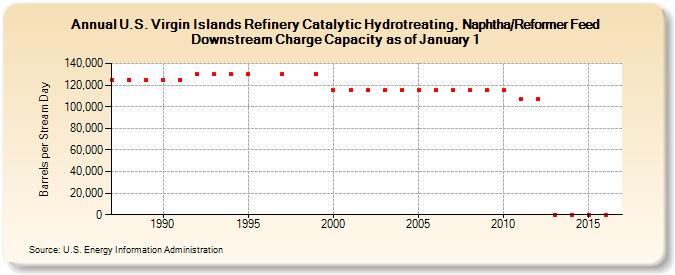 Annual U.S. Virgin Islands Refinery Catalytic Hydrotreating, Naphtha/Reformer Feed
Downstream Charge Capacity as of January 1
Barrels per Stream Day
140,000
120,000
100,000
80,000
60,000
40,000
20,000
0
1990 1995 2000 2005 2010 2015
Source: U.S. Energy Information Administration